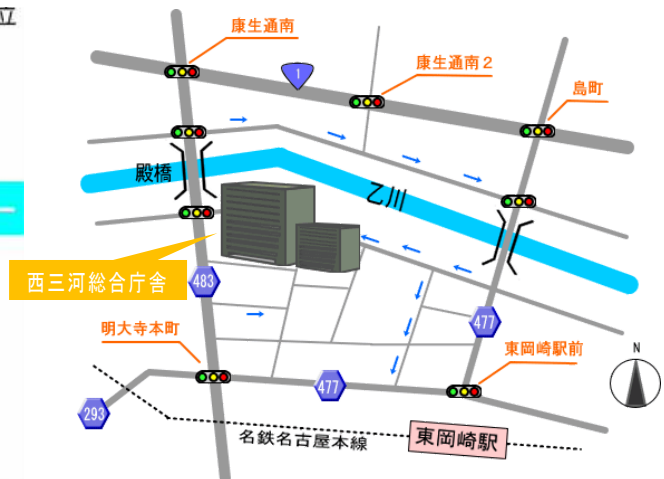 立
康生通南
1
康生通南2
島町
殿橋
乙川
西三河総合庁舎
483
明大寺本町
477
東岡崎駅前
N
477
293
名鉄名古屋本線
東岡崎駅